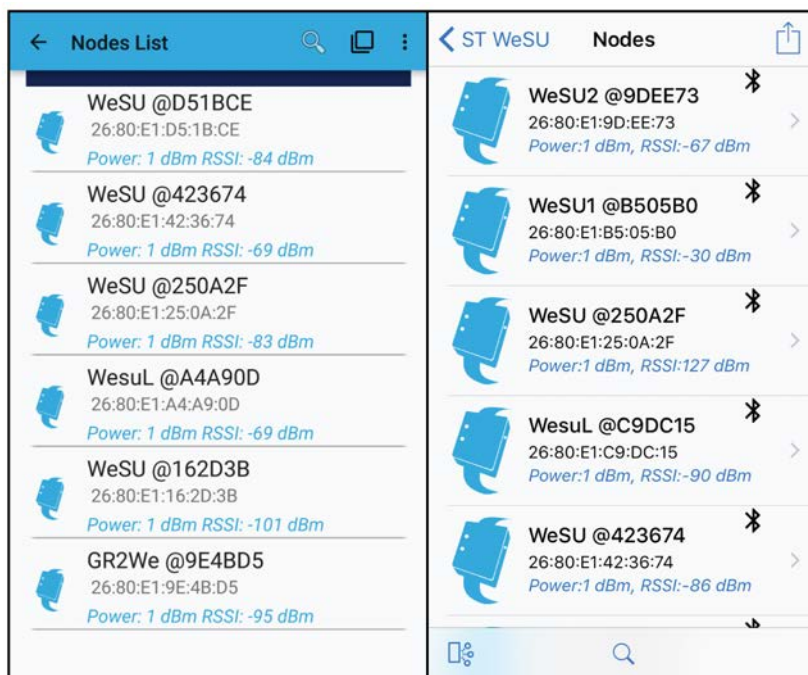 Nodes List
WeSU @D51BCE
26:80:E1:D5:1B:CE
Power: 1 dBm RSSI: -84 dBm
WeSU @423674
26:80:E1:42:36:74
Power: 1 dBm RSSI: -69 dBm
WeSU @250A2F
26:80:E1:25:0A:2F
Power: 1 dBm RSSI: -83 dBm
WesuL @A4A90D
26:80:E1:A4:A9:0D
Power: 1 dBm RSSI: -69 dBm
WeSU @162D3B
26:80:E1:16:2D:3B
Power: 1 dBm RSSI: -101 dBm
GR2We @9E4BD5
26:80:E1:9E:4B:D5
Power: 1 dBm RSSI: -95 dBm
ST WeSU Nodes
WeSU2 @9DEE73
26:80:E1:9D:EE:73
Power:1 dBm, RSSI:-67 dBm
WeSU1 @B505B0
26:80:E1:B5:05:B0
Power:1 dBm, RSSI:-30 dBm
WeSU @250A2F
26:80:E1:25:0A:2F
Power:1 dBm, RSSI:127 dBm
WesuL @C9DC15
26:80:E1:C9:DC:15
Power:1 dBm, RSSI:-90 dBm
WeSU @423674
26:80:E1:42:36:74
Power:1 dBm, RSSI:-86 dBm